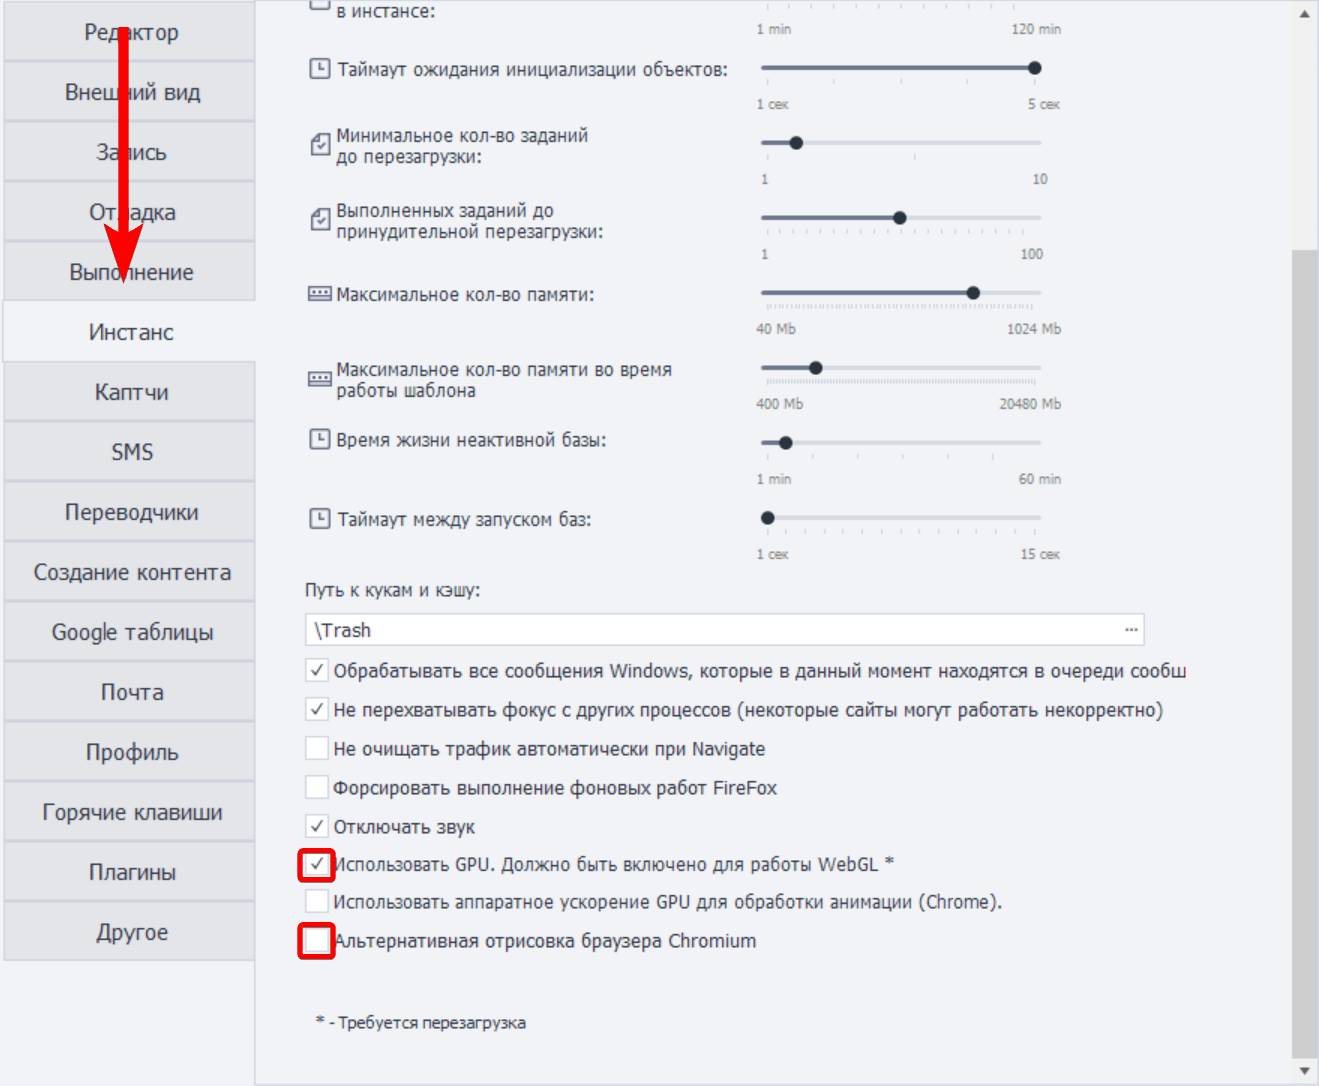 Редактор
Внешний вид
Запись
Отладка
Выполнение
Инстанс
Каптчи
SMS
Переводчики
Создание контента
Google таблицы
Почта
Профиль
Горячие клавиши
Плагины
Другое
в инстансе:
1 min
120 min
Таймаут ожидания инициализации объектов:
1 сек
5 сек
Минимальное кол-во заданий
до перезагрузки:
1
10
Выполненных заданий до
принудительной перезагрузки:
1
100
Максимальное кол-во памяти:
40 Mb
1024 Mb
Максимальное кол-во памяти во время
работы шаблона
400 Mb
20480 Mb
Время жизни неактивной базы:
1 min
60 min
Таймаут между запуском баз:
1 сек
15 сек
Путь к кукам и кэшу:
\Trash
...
Обрабатывать все сообщения Windows, которые в данный момент находятся в очереди сообщ
Не перехватывать фокус с других процессов (некоторые сайты могут работать некорректно)
Не очищать трафик автоматически при Navigate
Форсировать выполнение фоновых работ FireFox
Отключать звук
Использовать GPU. Должно быть включено для работы WebGL *
Использовать аппаратное ускорение GPU для обработки анимации (Chrome).
Альтернативная отрисовка браузера Chromium
* - Требуется перезагрузка